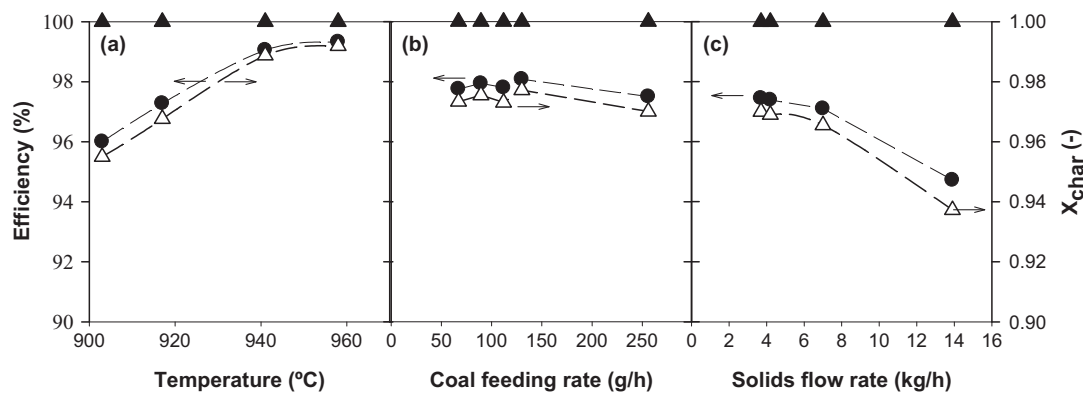 100
98
96
94
92
90
Efficiency (%)
(a)
(b)
(c)
1.00
0.98
0.96
0.94
0.92
0.90
X_char (-)
900 920 940 960
0 50 100 150 200 250
0 2 4 6 8 10 12 14 16
Temperature (ºC)
Coal feeding rate (g/h)
Solids flow rate (kg/h)